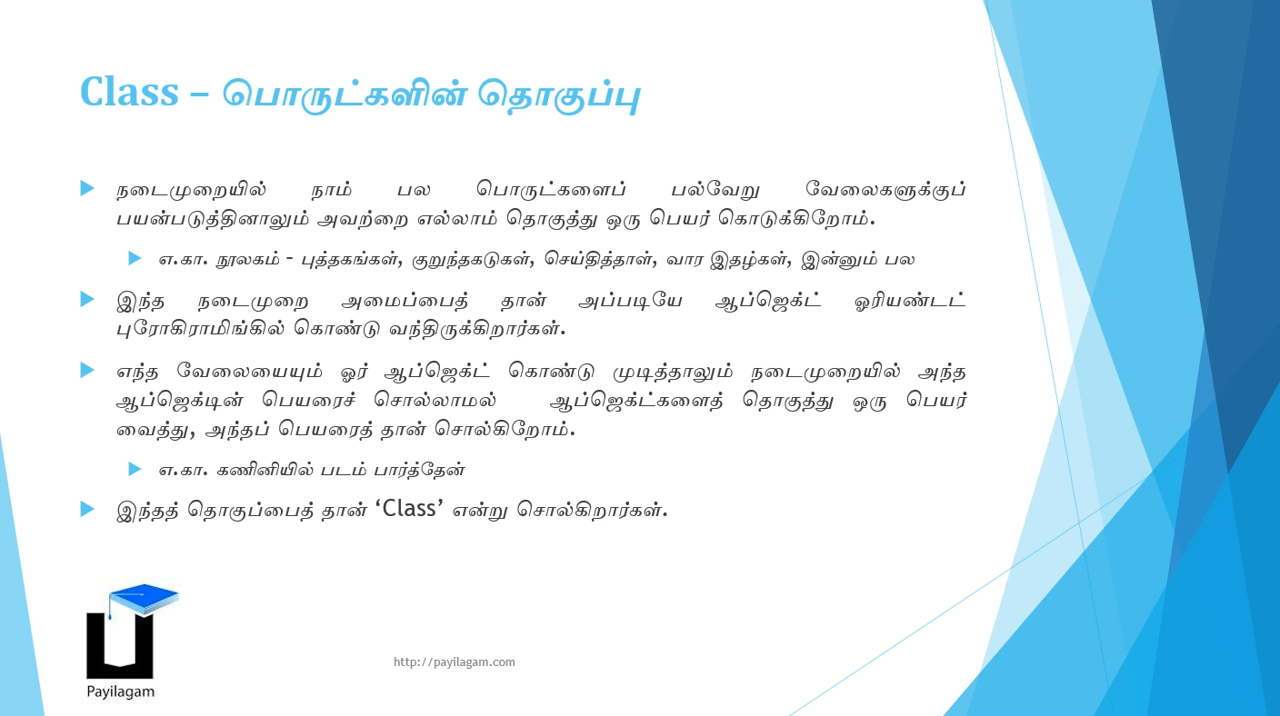 Class – பொருட்களின் தொகுப்பு
நடைமுறையில் நாம் பல பொருட்களைப் பல்வேறு வேலைகளுக்குப்
பயன்படுத்தினாலும் அவற்றை எல்லாம் தொகுத்து ஒரு பெயர் கொடுக்கிறோம்.
எ.கா. நூலகம் - புத்தகங்கள், குறுந்தகடுகள், செய்தித்தாள், வார இதழ்கள், இன்னும் பல
இந்த நடைமுறை அமைப்பைத் தான் அப்படியே ஆப்ஜெக்ட் ஓரியண்டட்
புரோகிராமிங்கில் கொண்டு வந்திருக்கிறார்கள்.
எந்த வேலையையும் ஓர் ஆப்ஜெக்ட் கொண்டு முடித்தாலும் நடைமுறையில் அந்த
ஆப்ஜெக்டின் பெயரைச் சொல்லாமல் ஆப்ஜெக்ட்களைத் தொகுத்து ஒரு பெயர்
வைத்து, அந்தப் பெயரைத் தான் சொல்கிறோம்.
எ.கா. கணினியில் படம் பார்த்தேன்
இந்தத் தொகுப்பைத் தான் ‘Class’ என்று சொல்கிறார்கள்.
http://payilagam.com
Payilagam